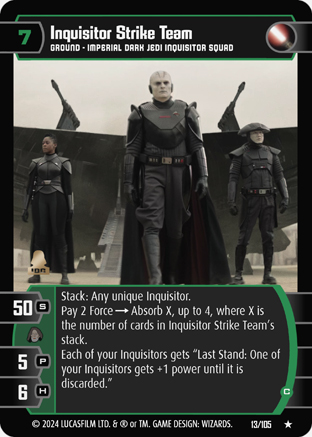 7
Inquisitor Strike Team
GROUND - IMPERIAL DARK JEDI INQUISITOR SQUAD
50 S
5 P
6 H
Stack: Any unique Inquisitor.
Pay 2 Force → Absorb X, up to 4, where X is
the number of cards in Inquisitor Strike Team’s
stack.
Each of your Inquisitors gets “Last Stand: One of
your Inquisitors gets +1 power until it is
discarded.”
C
© 2024 LUCASFILM LTD. & ® or TM. GAME DESIGN: WIZARDS. 13/105 ★